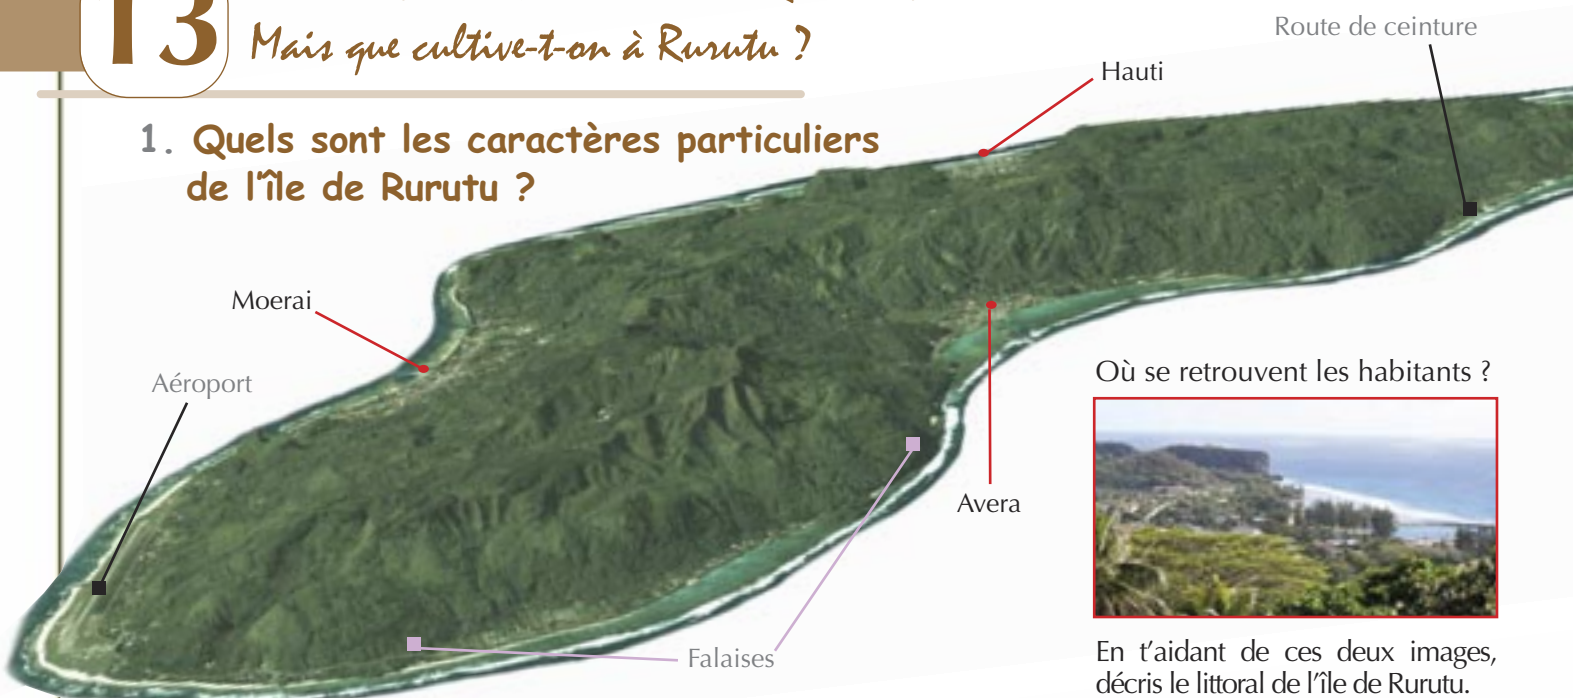 13
Mais que cultive-t-on à Rurutu ?
1. Quels sont les caractères particuliers
de l'île de Rurutu ?
Route de ceinture
Hauti
Moerai
Aéroport
Où se retrouvent les habitants ?
Avera
Falaises
En t'aidant de ces deux images,
décris le littoral de l'île de Rurutu.